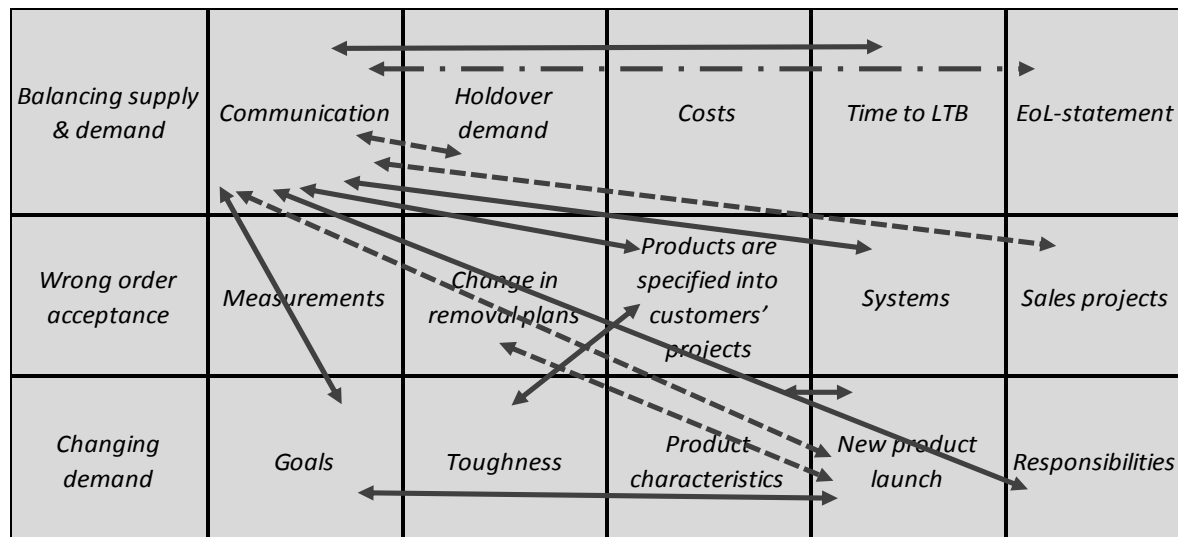 Balancing supply
& demand
Communication
Holdover
demand
Costs
Time to LTB
EoL-statement
Wrong order
acceptance
Measurements
Change in
removal plans
Products are
specified into
customers’
projects
Systems
Sales projects
Changing
demand
Goals
Toughness
Product
characteristics
New product
launch
Responsibilities